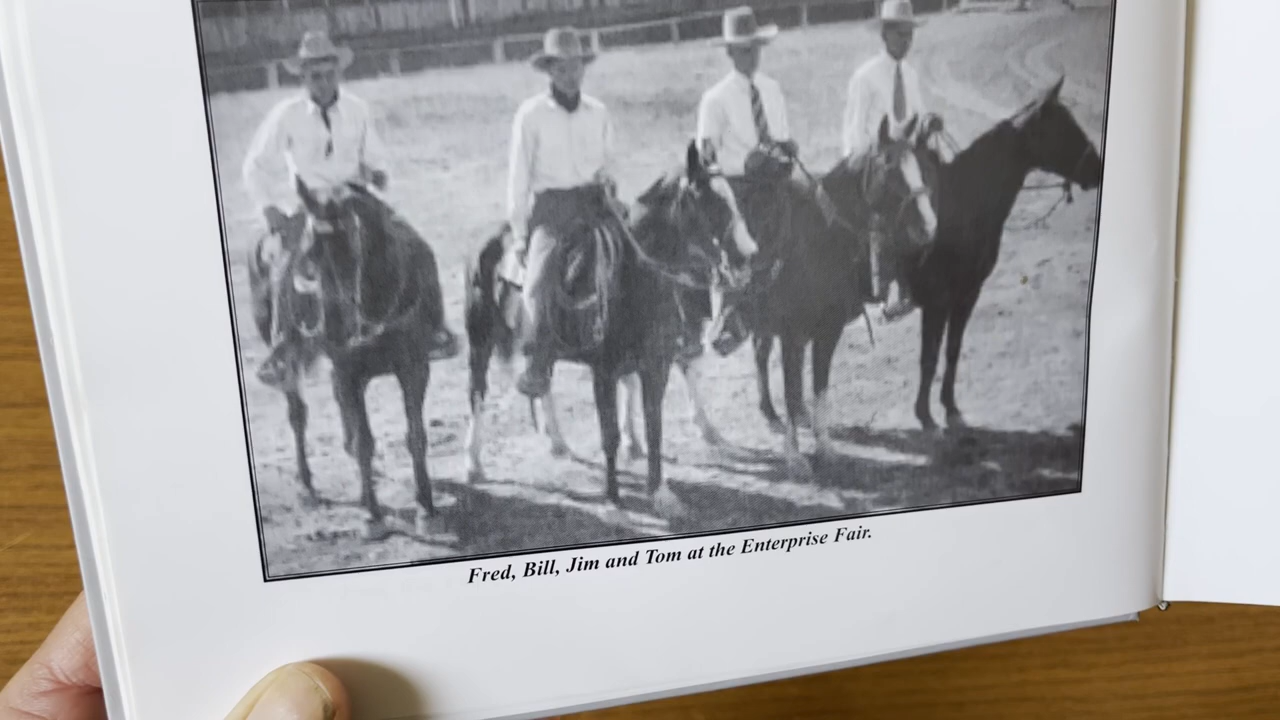 Fred, Bill, Jim and Tom at the Enterprise Fair.